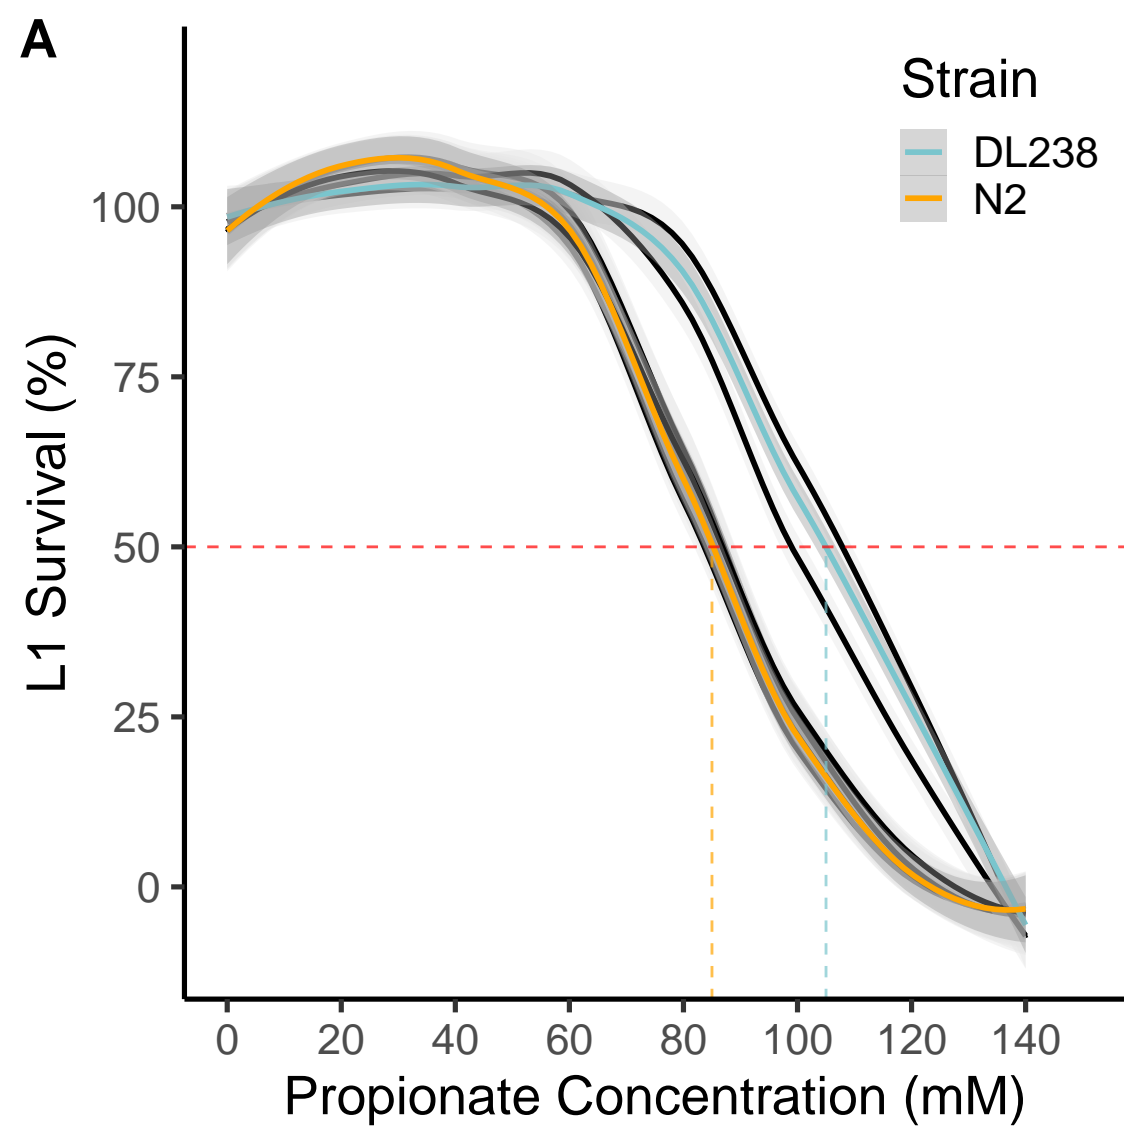 A
Strain
DL238
N2
L1 Survival (%)
100
75
50
25
0
0 20 40 60 80 100 120 140
Propionate Concentration (mM)